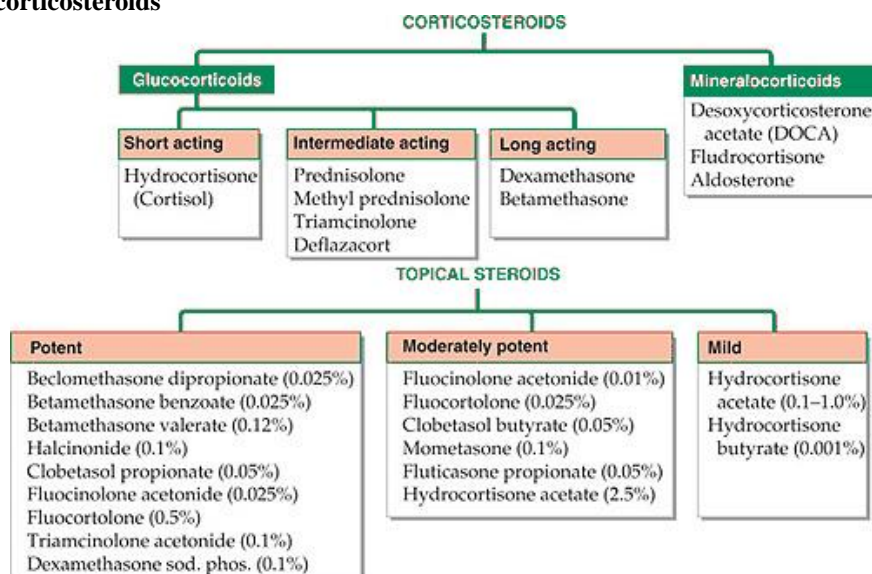 corticosteroids
CORTICOSTEROIDS
Glucocorticoids
Mineralocorticoids
Desoxycorticosterone
acetate (DOCA)
Fludrocortisone
Aldosterone
Short acting
Hydrocortisone
(Cortisol)
Intermediate acting
Prednisolone
Methyl prednisolone
Triamcinolone
Deflazacort
Long acting
Dexamethasone
Betamethasone
TOPICAL STEROIDS
Potent
Beclomethasone dipropionate (0.025%)
Betamethasone benzoate (0.025%)
Betamethasone valerate (0.12%)
Halcinonide (0.1%)
Clobetasol propionate (0.05%)
Fluocinolone acetonide (0.025%)
Fluocortolone (0.5%)
Triamcinolone acetonide (0.1%)
Dexamethasone sod. phos. (0.1%)
Moderately potent
Fluocinolone acetonide (0.01%)
Fluocortolone (0.025%)
Clobetasol butyrate (0.05%)
Mometasone (0.1%)
Fluticasone propionate (0.05%)
Hydrocortisone acetate (2.5%)
Mild
Hydrocortisone
acetate (0.1–1.0%)
Hydrocortisone
butyrate (0.001%)